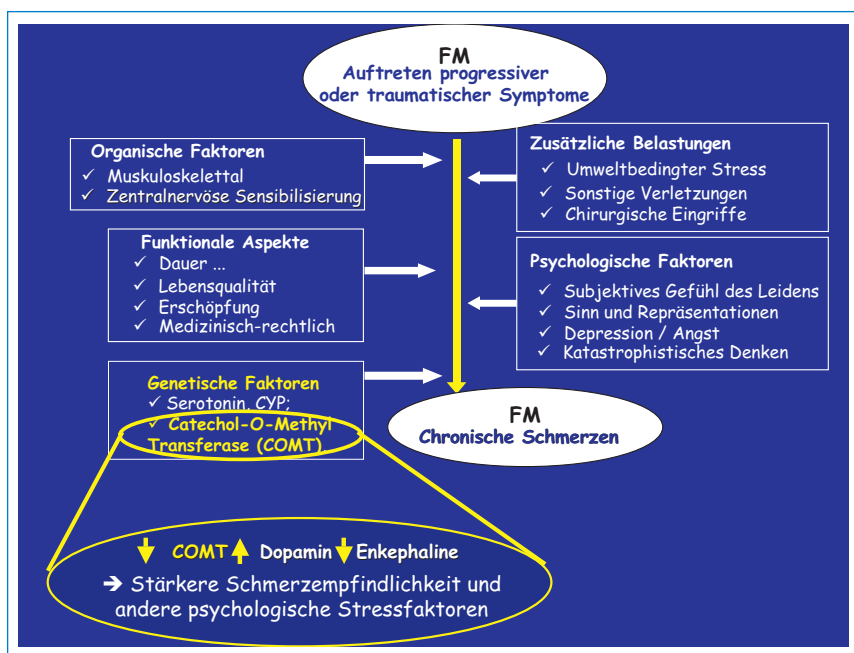 FM
Auftreten progressiver
oder traumatischer Symptome
Organische Faktoren
✓ Muskuloskelettal
✓ Zentralnervöse Sensibilisierung
Zusätzliche Belastungen
✓ Umweltbedingter Stress
✓ Sonstige Verletzungen
✓ Chirurgische Eingriffe
Funktionale Aspekte
✓ Dauer ...
✓ Lebensqualität
✓ Erschöpfung
✓ Medizinisch-rechtlich
Psychologische Faktoren
✓ Subjektives Gefühl des Leidens
✓ Sinn und Repräsentationen
✓ Depression / Angst
✓ Katastrophistisches Denken
Genetische Faktoren
✓ Serotonin, CYP;
✓ Catechol-O-Methyl
Transferase (COMT),
FM
Chronische Schmerzen
↓ COMT ↑ Dopamin ↓ Enkephaline
➔ Stärkere Schmerzempfindlichkeit und
andere psychologische Stressfaktoren